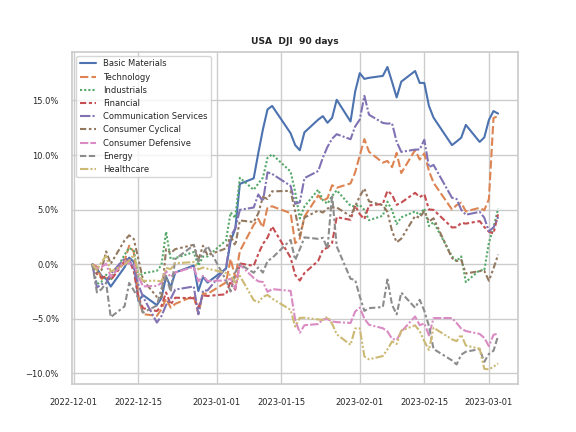 USA DJI 90 days
Basic Materials
Technology
Industrials
Financial
Communication Services
Consumer Cyclical
Consumer Defensive
Energy
Healthcare
15.0%
10.0%
5.0%
0.0%
−5.0%
−10.0%
2022-12-01
2022-12-15
2023-01-01
2023-01-15
2023-02-01
2023-02-15
2023-03-01